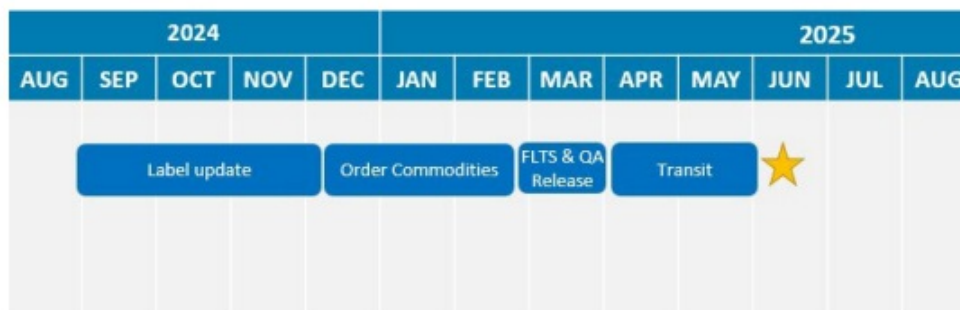 2024 2025
AUG SEP OCT NOV DEC JAN FEB MAR APR MAY JUN JUL AUG
Label update
Order Commodities
FLTS & QA
Release
Transit